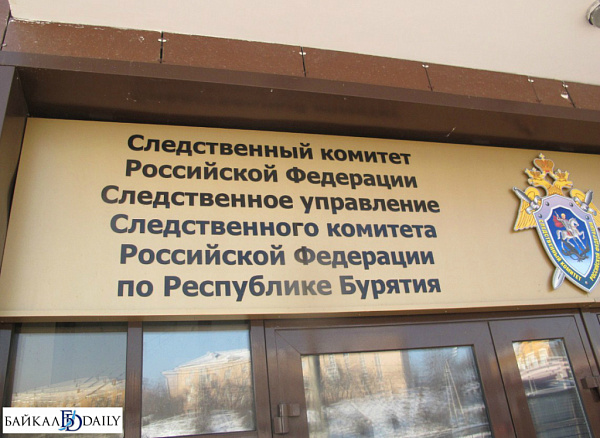 Следственный комитет
Российской Федерации
Следственное управление
Следственного комитета
Российской Федерации
по Республике Бурятия
БАЙКАЛ DAILY